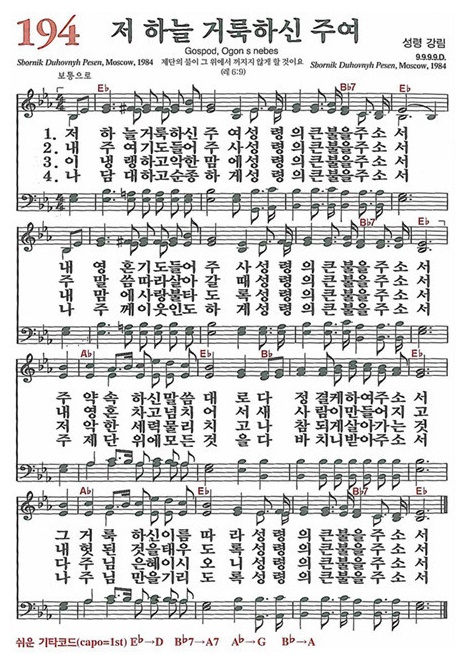 194 저 하늘 거룩하신 주여
성령 강림
Gospod, Ogon s nebes
9.9.9.9.D.
Sbornik Duhovnyh Pesen, Moscow, 1984
제단의 불이 그 위에서 꺼지지 않게 할 것이요
Sbornik Duhovnyh Pesen, Moscow, 1984
(레 6:9)
보통으로
E♭ B♭7 E♭
1. 저 하 늘 거 룩 하 신 주 여 성 령 의 큰 불 을 주 소 서
2. 내 주 여 기 도 들 어 주 사 성 령 의 큰 불 을 주 소 서
3. 이 냉 랭 하 고 악 한 맘 에 성 령 의 큰 불 을 주 소 서
4. 나 담 대 하 고 순 종 하 게 성 령 의 큰 불 을 주 소 서
B♭7 E♭
내 영 혼 기 도 들 어 주 사 성 령 의 큰 불 을 주 소 서
주 말 씀 따 라 살 아 갈 때 성 령 의 큰 불 을 주 소 서
내 맘 에 사 랑 불 타 도 록 성 령 의 큰 불 을 주 소 서
나 주 께 이 웃 인 도 하 게 성 령 의 큰 불 을 주 소 서
A♭ E♭ B♭ E♭
주 약 속 하 신 말 씀 대 로 다 정 결 케 하 여 주 소 서
내 영 혼 차 고 넘 치 어 서 새 사 람 이 만 들 어 지 고
저 악 한 세 력 물 리 치 고 나 참 되 게 살 아 가 는 것
주 제 단 위 에 모 든 것 을 다 바 치 니 받 아 주 소 서
A♭ E♭ B♭7 E♭
그 거 룩 하 신 이 름 따 라 성 령 의 큰 불 을 주 소 서
내 헛 된 것 을 태 우 도 록 성 령 의 큰 불 을 주 소 서
다 주 님 은 혜 이 시 오 니 성 령 의 큰 불 을 주 소 서
나 주 님 만 을 섬 기 리 라 성 령 의 큰 불 을 주 소 서
쉬운 기타코드(capo=1st) E♭→D B♭7→A7 A♭→G B♭→A